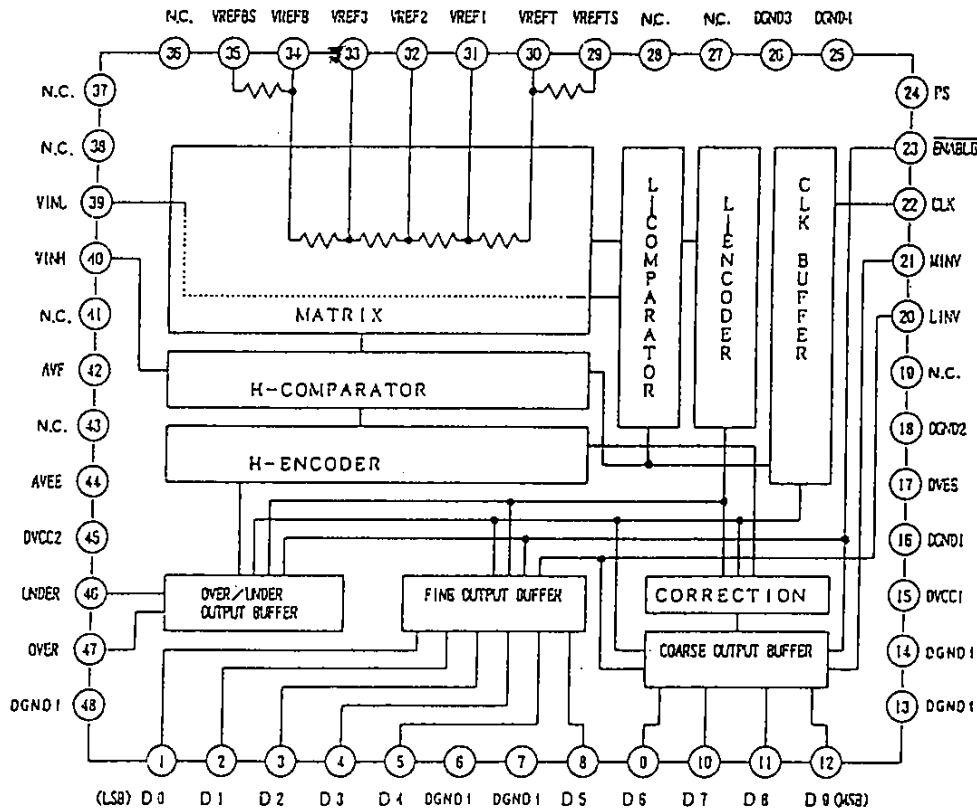 N.C. VREFBS VREFB VREF3 VREF2 VREF1 VREFT VREFTS N.C. N.C. DGND3 DGND1
36 35 34 33 32 31 30 29 28 27 26 25
N.C. 37
24 PS
N.C. 38
23 ENABLE
VINL 39
22 CLK
VINH 40
21 MINV
N.C. 41
20 LINV
42
19 N.C.
N.C. 43
18 DGND2
AVEE 44
17
DVCC2 45
16 DGND1
UNDER 46
15 DVCC1
OVER 47
14 DGND1
DGND1 48
13 DGND1
MATRIX
L-COMPARATOR
L-ENCODER
CLK BUFFER
H-COMPARATOR
H-ENCODER
OVER/UNDER
OUTPUT BUFFER
FINE OUTPUT BUFFER
CORRECTION
COARSE OUTPUT BUFFER
1 2 3 4 5 6 7 8 9 10 11 12
(LSB) D0 D1 D2 D3 D4 DGND1 DGND1 D5 D6 D7 D8 D9 (MSB)